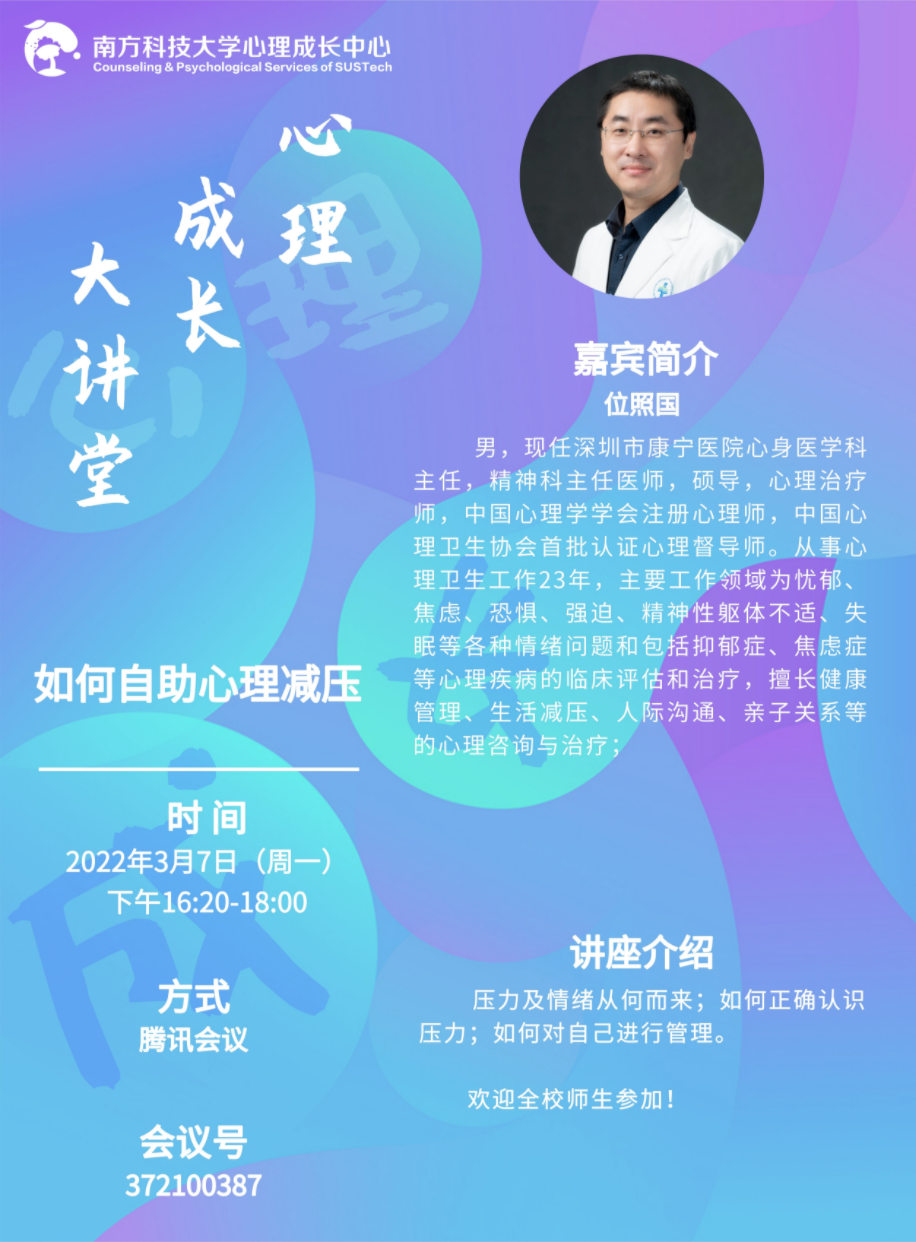 南方科技大学心理成长中心
Counseling & Psychological Services of SUSTech
心理
成长
大讲堂
如何自助心理减压
时 间
2022年3月7日（周一）
下午16:20-18:00
方式
腾讯会议
会议号
372100387
嘉宾简介
位照国
男，现任深圳市康宁医院心身医学科
主任，精神科主任医师，硕导，心理治疗
师，中国心理学学会注册心理师，中国心
理卫生协会首批认证心理督导师。从事心
理卫生工作23年，主要工作领域为忧郁、
焦虑、恐惧、强迫、精神性躯体不适、失
眠等各种情绪问题和包括抑郁症、焦虑症
等心理疾病的临床评估和治疗，擅长健康
管理、生活减压、人际沟通、亲子关系等
的心理咨询与治疗；
讲座介绍
压力及情绪从何而来；如何正确认识
压力；如何对自己进行管理。
欢迎全校师生参加！
心
理
成
长